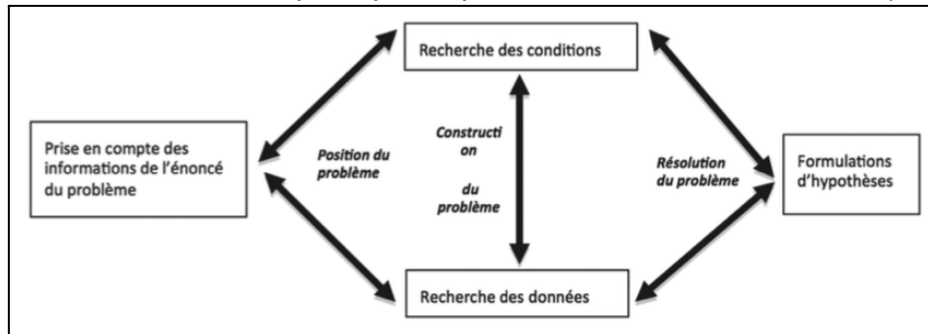 Recherche des conditions
Prise en compte des
informations de l'énoncé
du problème
Position du
problème
Constructi
on
du
problème
Résolution
du problème
Formulations
d'hypothèses
Recherche des données